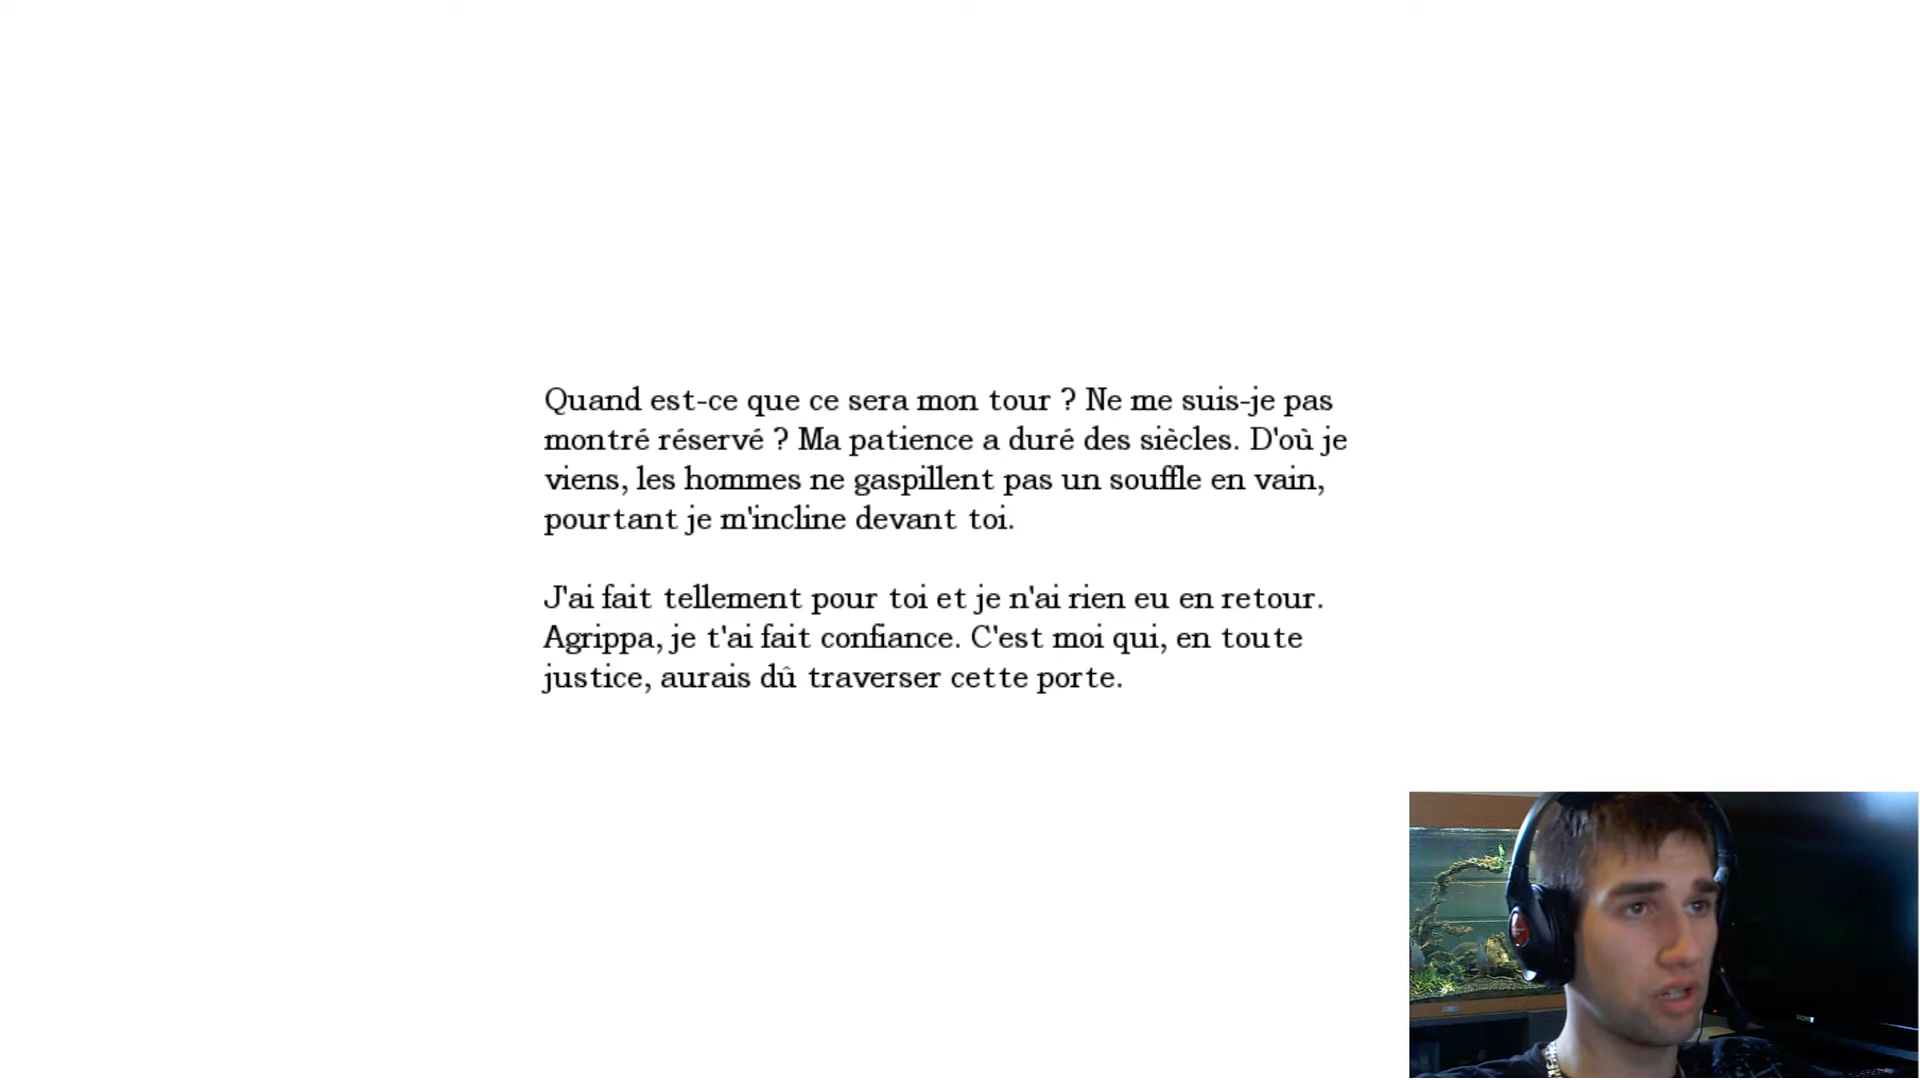 Quand est-ce que ce sera mon tour ? Ne me suis-je pas
montré réservé ? Ma patience a duré des siècles. D'où je
viens, les hommes ne gaspillent pas un souffle en vain,
pourtant je m'incline devant toi.
J'ai fait tellement pour toi et je n'ai rien eu en retour.
Agrippa, je t'ai fait confiance. C'est moi qui, en toute
justice, aurais dû traverser cette porte.
SONY